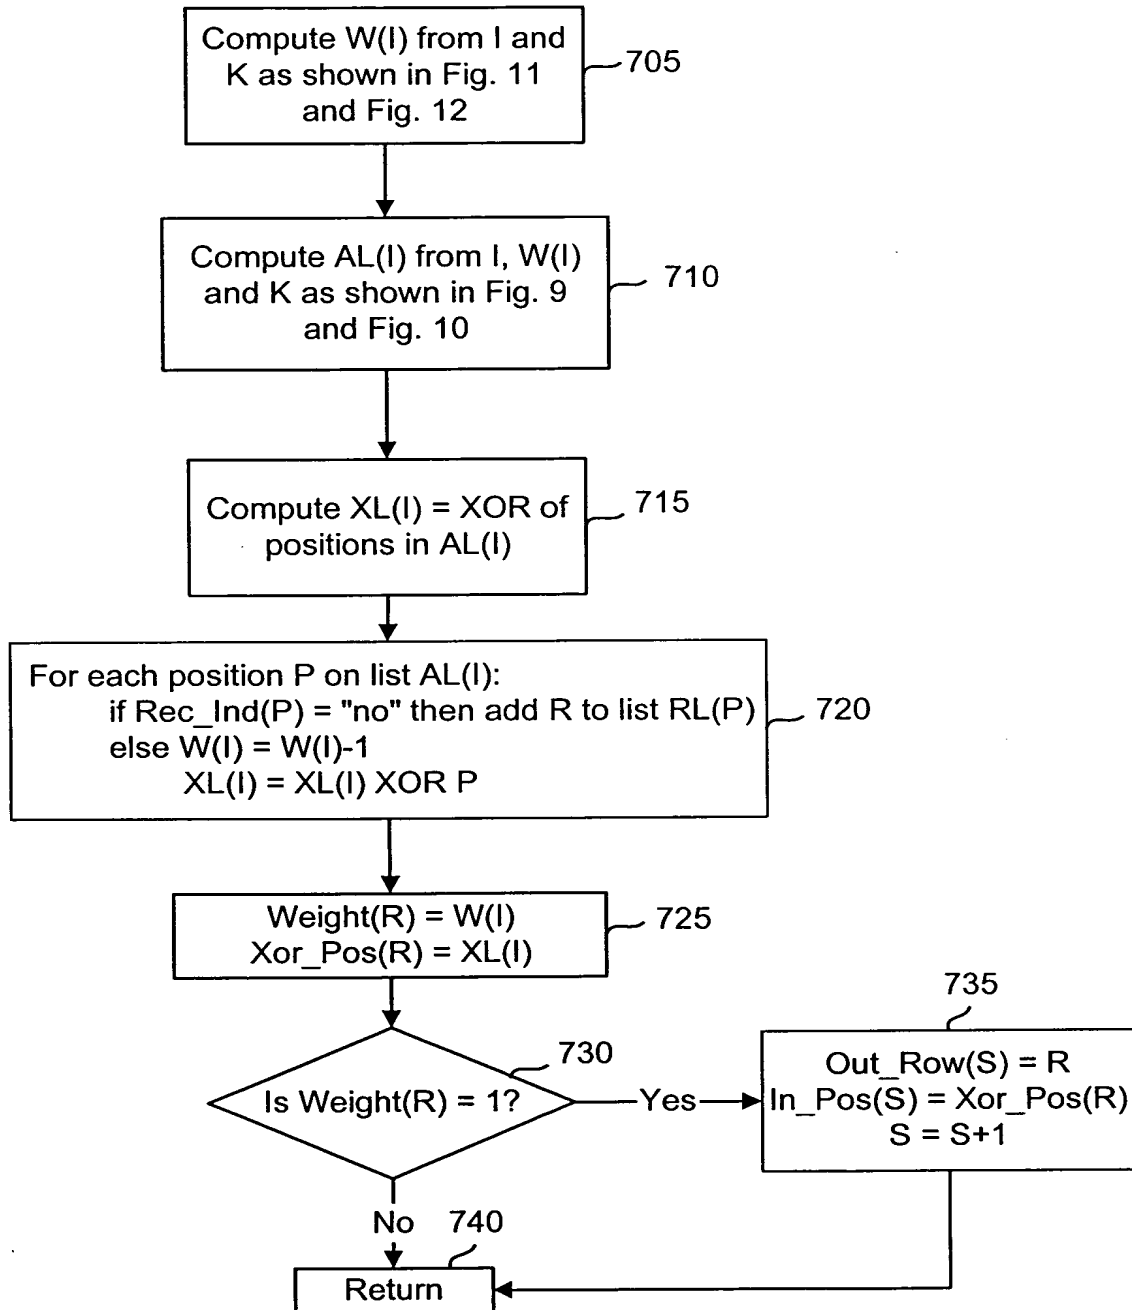 Compute W(I) from I and
K as shown in Fig. 11
and Fig. 12
705
Compute AL(I) from I, W(I)
and K as shown in Fig. 9
and Fig. 10
710
Compute XL(I) = XOR of
positions in AL(I)
715
For each position P on list AL(I):
if Rec_Ind(P) = "no" then add R to list RL(P)
else W(I) = W(I)-1
XL(I) = XL(I) XOR P
720
Weight(R) = W(I)
Xor_Pos(R) = XL(I)
725
Is Weight(R) = 1?
730
Yes
735
Out_Row(S) = R
In_Pos(S) = Xor_Pos(R)
S = S+1
No
740
Return